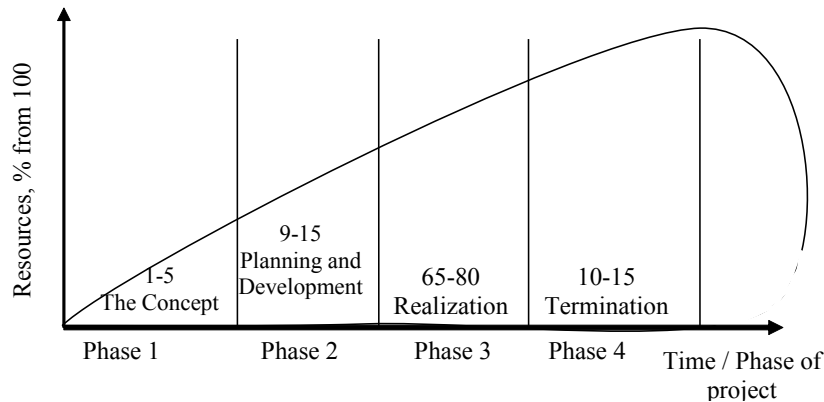 Resources, % from 100
1-5
The Concept
9-15
Planning and
Development
65-80
Realization
10-15
Termination
Phase 1
Phase 2
Phase 3
Phase 4
Time / Phase of
project